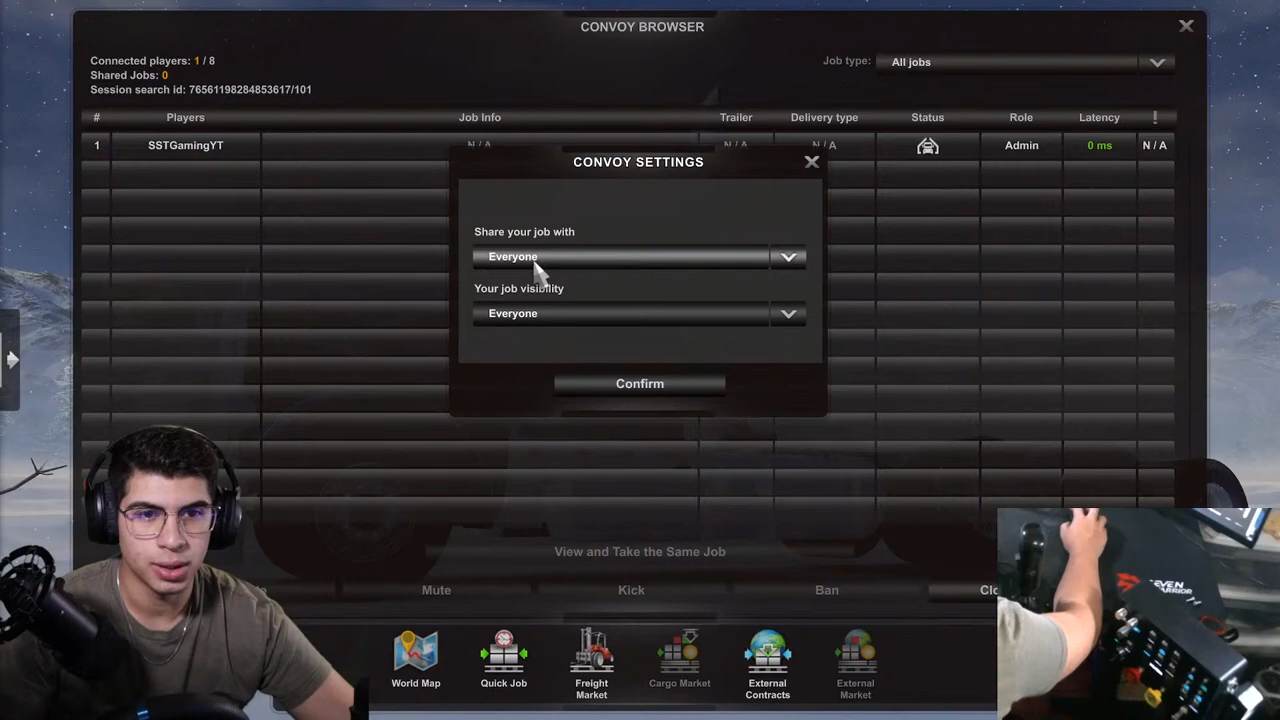 CONVOY BROWSER
Connected players: 1 / 8
Shared Jobs: 0
Session search id: 76561198284853617/101
Job type: All jobs
# Players Job Info Trailer Delivery type Status Role Latency !
1 SSTGamingYT N / A N / A N / A Admin 0 ms N / A
CONVOY SETTINGS
Share your job with
Everyone
Your job visibility
Everyone
Confirm
View and Take the Same Job
Mute Kick Ban
World Map Quick Job Freight Market Cargo Market External Contracts External Market